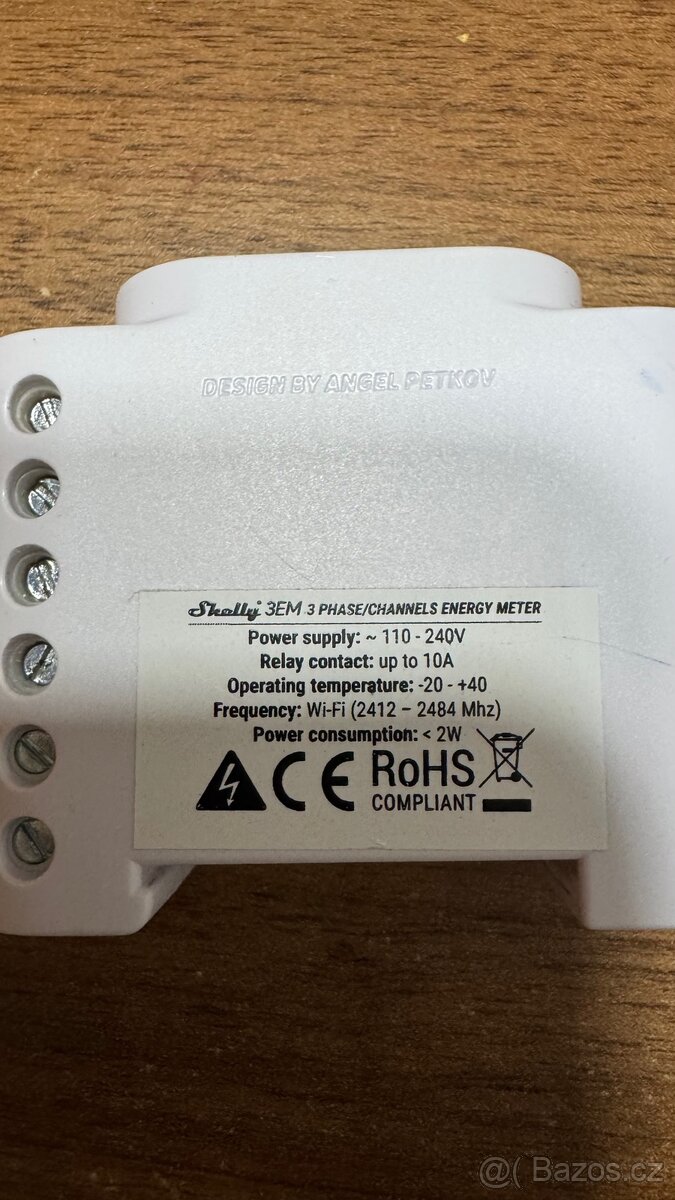 DESIGN BY ANGEL PETKOV
Shelly 3EM 3 PHASE/CHANNELS ENERGY METER
Power supply: ~ 110 - 240V
Relay contact: up to 10A
Operating temperature: -20 - +40
Frequency: Wi-Fi (2412 – 2484 Mhz)
Power consumption: < 2W
CE RoHS
COMPLIANT
@( Bazos.cz